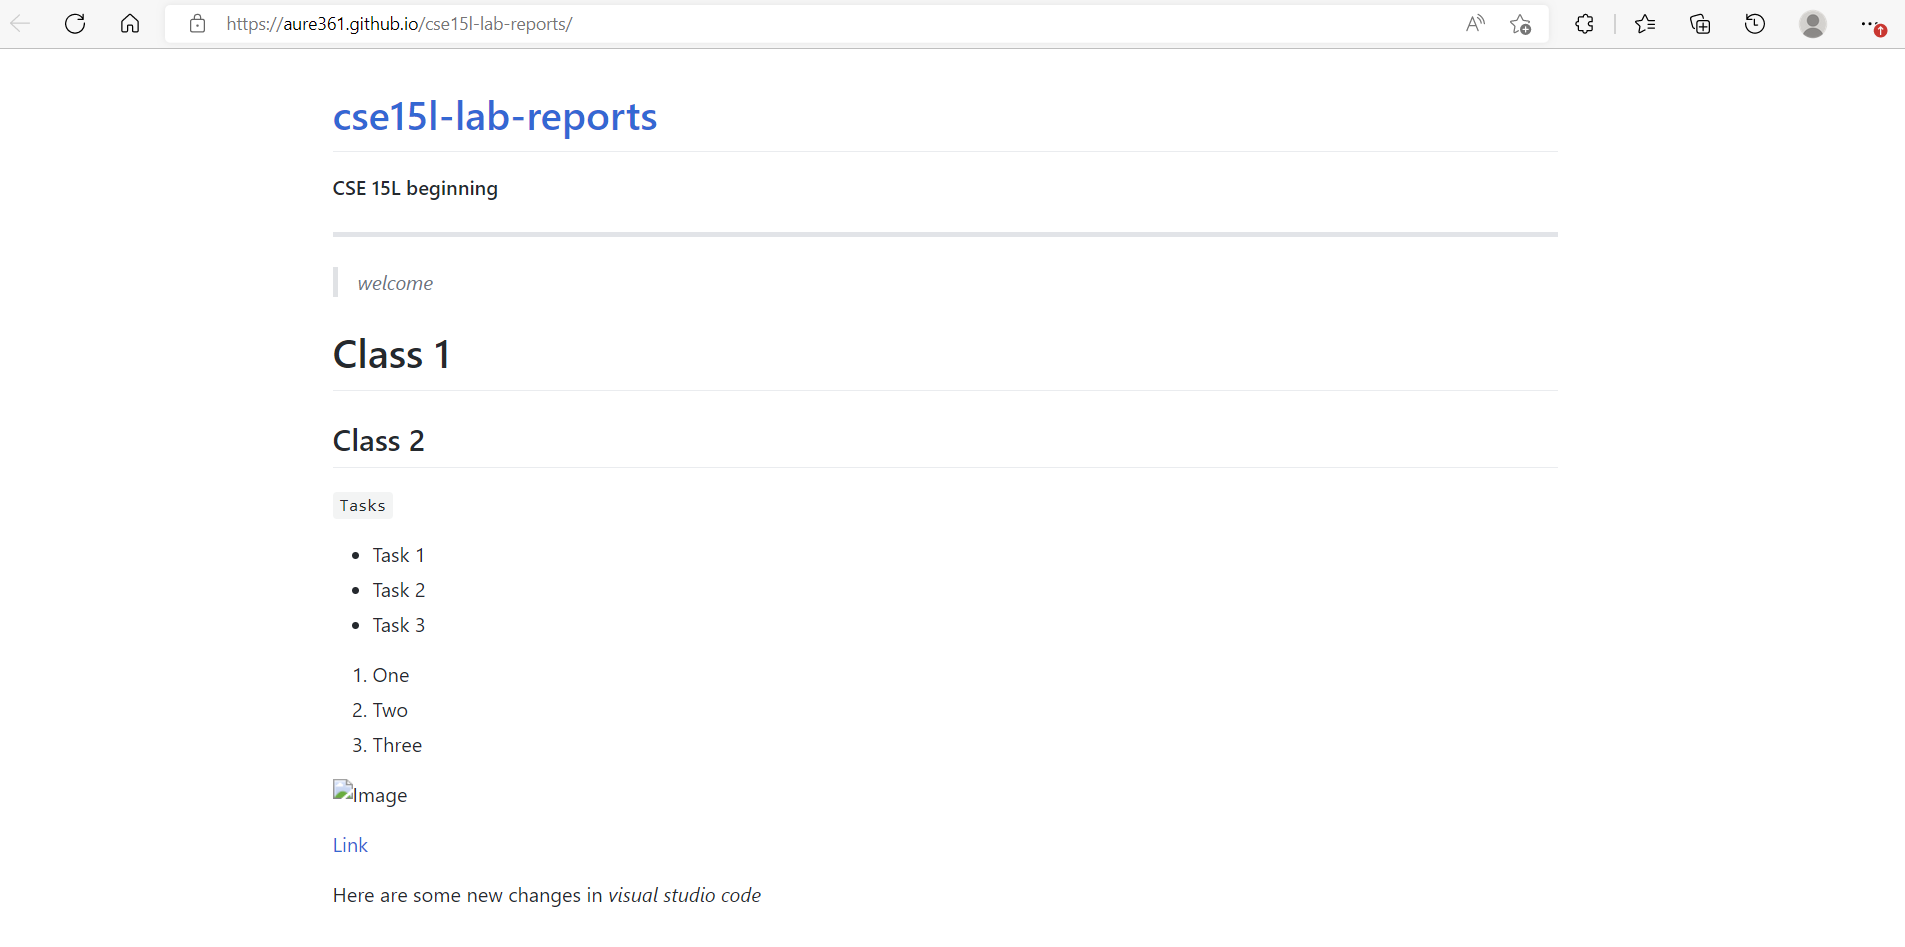 https://aure361.github.io/cse15l-lab-reports/
cse15l-lab-reports
CSE 15L beginning
welcome
Class 1
Class 2
Tasks
• Task 1
• Task 2
• Task 3
1. One
2. Two
3. Three
Image
Link
Here are some new changes in visual studio code